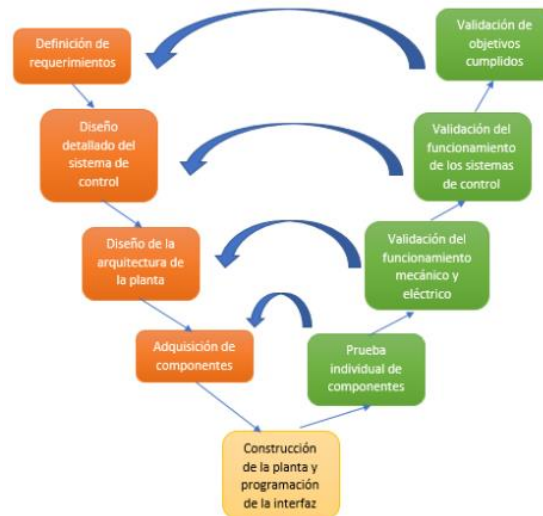 Definición de
requerimientos
Diseño
detallado del
sistema de
control
Diseño de la
arquitectura de
la planta
Adquisición de
componentes
Construcción
de la planta y
programación
de la interfaz
Prueba
individual de
componentes
Validación del
funcionamiento
mecánico y
eléctrico
Validación del
funcionamiento
de los sistemas
de control
Validación de
objetivos
cumplidos